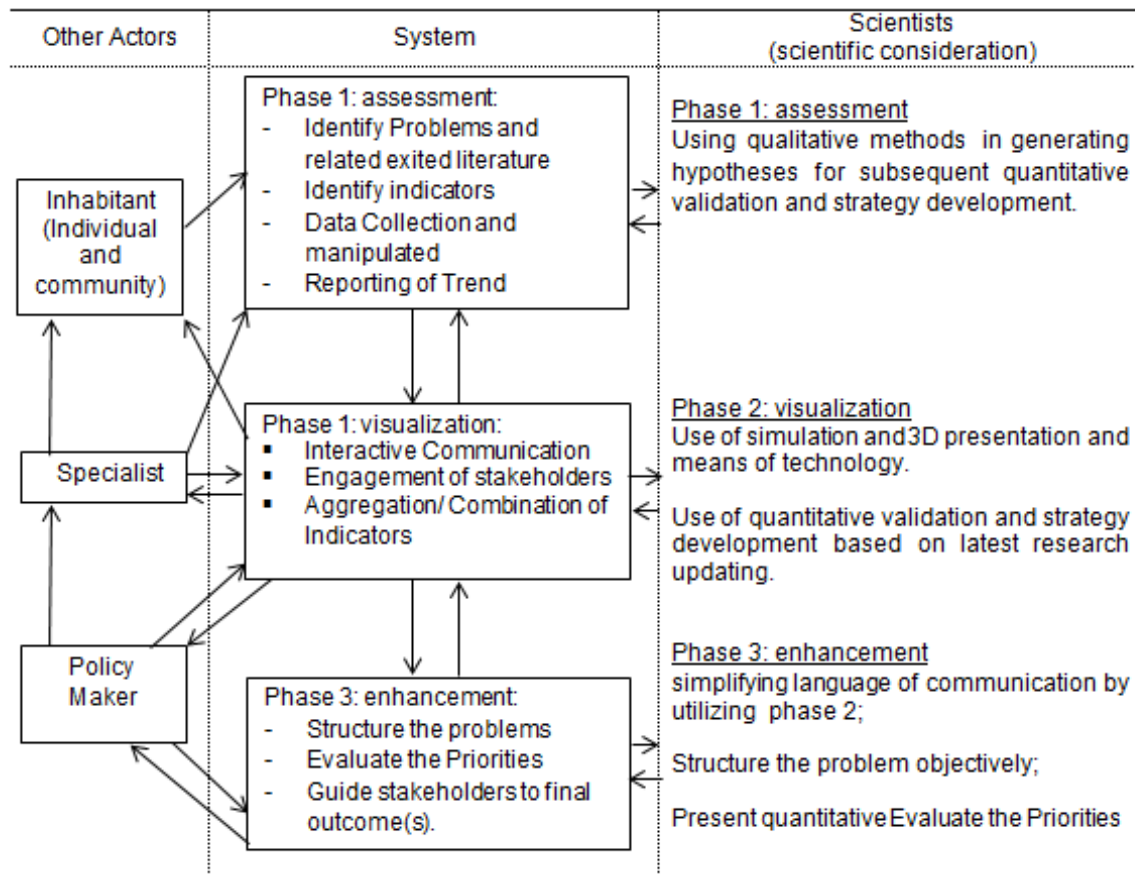 Other Actors
System
Scientists
(scientific consideration)
Inhabitant
(Individual
and
community)
Specialist
Policy
Maker
Phase 1: assessment:
- Identify Problems and
related exited literature
- Identify indicators
- Data Collection and
manipulated
- Reporting of Trend
Phase 1: visualization:
▪ Interactive Communication
▪ Engagement of stakeholders
▪ Aggregation/ Combination of
Indicators
Phase 3: enhancement:
- Structure the problems
- Evaluate the Priorities
- Guide stakeholders to final
outcome(s).
Phase 1: assessment
Using qualitative methods in generating
hypotheses for subsequent quantitative
validation and strategy development.
Phase 2: visualization
Use of simulation and 3D presentation and
means of technology.
Use of quantitative validation and strategy
development based on latest research
updating.
Phase 3: enhancement
simplifying language of communication by
utilizing phase 2;
Structure the problem objectively;
Present quantitative Evaluate the Priorities